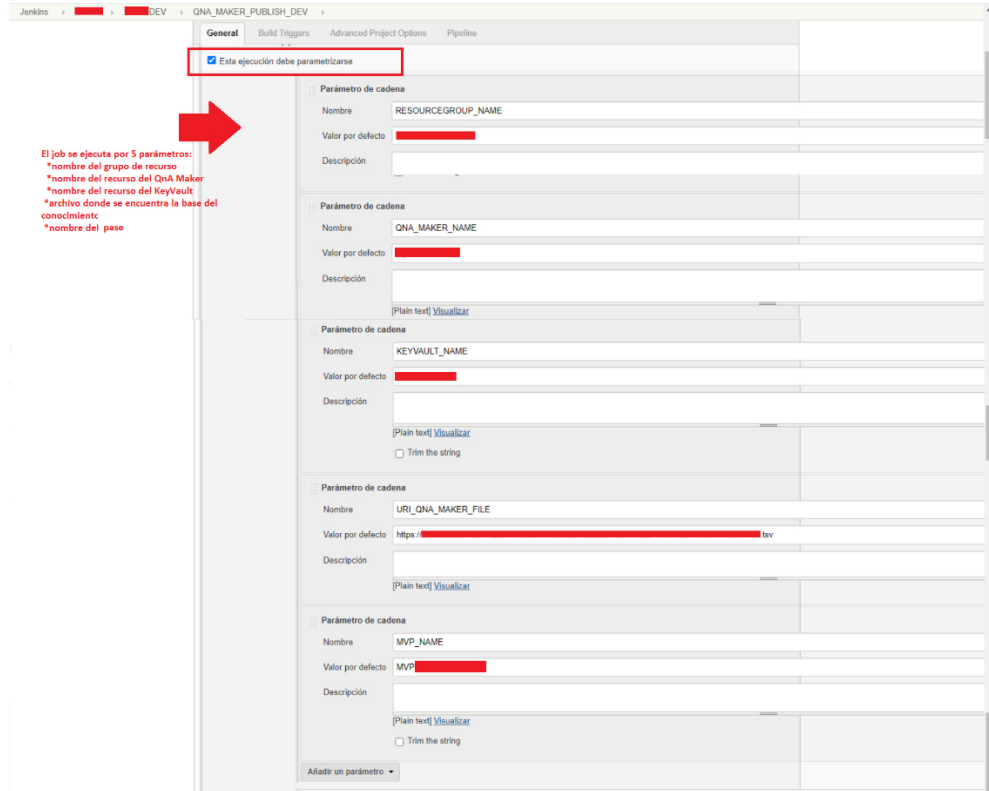 Jenkins
DEV
QNA_MAKER_PUBLISH_DEV
General Build Triggers Advanced Project Options Pipeline
Esta ejecución debe parametrizarse
El job se ejecuta por 5 parámetros:
*nombre del grupo de recurso
*nombre del recurso del QnA Maker
*nombre del recurso del KeyVault
*archivo donde se encuentra la base del
conocimientc
*nombre del pase
Parámetro de cadena
Nombre RESOURCEGROUP_NAME
Valor por defecto
Descripción
Parámetro de cadena
Nombre QNA_MAKER_NAME
Valor por defecto
Descripción
[Plain text] Visualizar
Parámetro de cadena
Nombre KEYVAULT_NAME
Valor por defecto
Descripción
[Plain text] Visualizar
Trim the string
Parámetro de cadena
Nombre URI_QNA_MAKER_FILE
Valor por defecto https:// tsv
Descripción
[Plain text] Visualizar
Parámetro de cadena
Nombre MVP_NAME
Valor por defecto MVP
Descripción
[Plain text] Visualizar
Trim the string
Añadir un parámetro